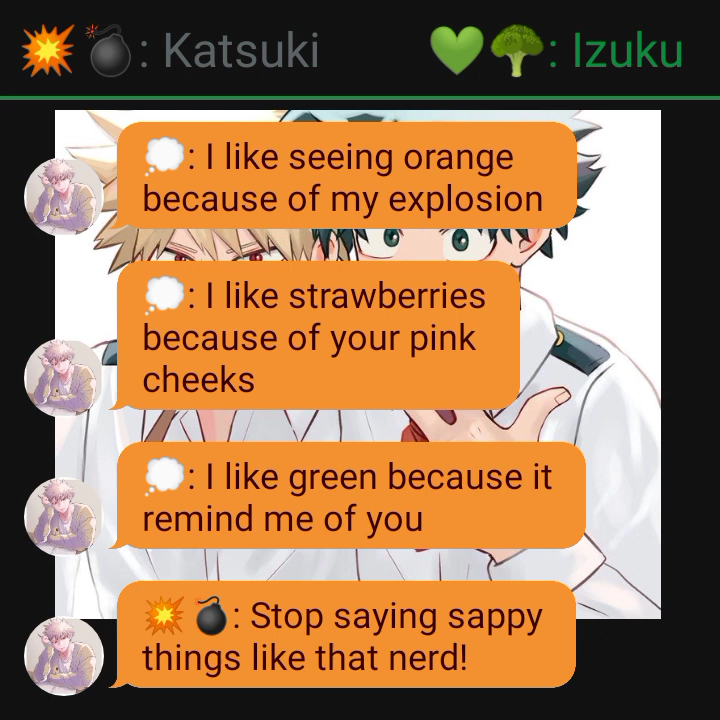 💥💣: Katsuki 💚🥦: Izuku
💭: I like seeing orange
because of my explosion
💭: I like strawberries
because of your pink
cheeks
💭: I like green because it
remind me of you
💥💣: Stop saying sappy
things like that nerd!